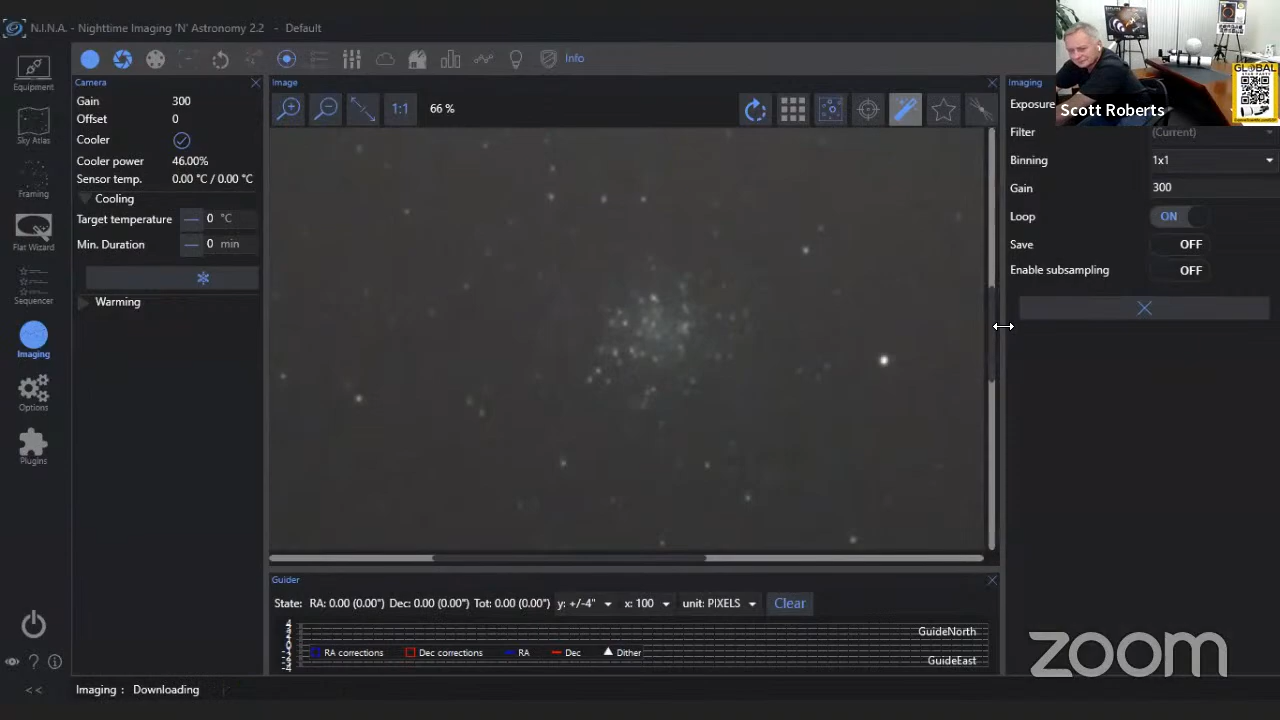 N.I.N.A. - Nighttime Imaging 'N' Astronomy 2.2 - Default
Info
Equipment
Sky Atlas
Framing
Flat Wizard
Sequencer
Imaging
Options
Plugins
<<
Camera
Gain 300
Offset 0
Cooler
Cooler power 46.00%
Sensor temp. 0.00 °C / 0.00 °C
Cooling
Target temperature 0 °C
Min. Duration 0 min
Warming
Image
1:1 66 %
Guider
State: RA: 0.00 (0.00") Dec: 0.00 (0.00") Tot: 0.00 (0.00") y: +/-4" x: 100 unit: PIXELS Clear
4
GuideNorth
RA corrections Dec corrections RA Dec Dither
GuideEast
Imaging
Exposure
Filter (Current)
Binning 1x1
Gain 300
Loop ON
Save OFF
Enable subsampling OFF
GLOBAL
STAR PARTY
Scott Roberts
Imaging : Downloading
zoom